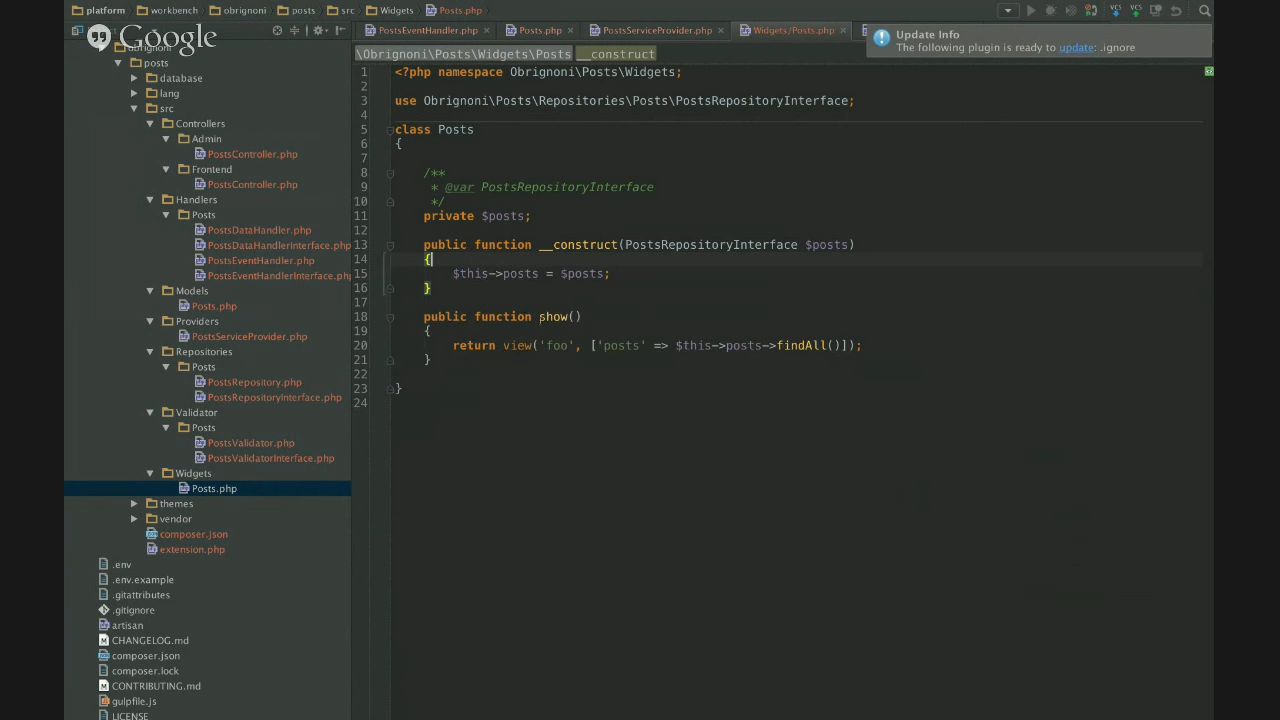 platform
workbench
obrignoni
posts
src
Widgets
Posts.php
Google
PostsEventHandler.php ×
Posts.php ×
PostsServiceProvider.php ×
Widgets/Posts.php ×
Update Info
The following plugin is ready to update: .ignore
\Obrignoni\Posts\Widgets\Posts
__construct
obrignoni
posts
database
lang
src
Controllers
Admin
PostsController.php
Frontend
PostsController.php
Handlers
Posts
PostsDataHandler.php
PostsDataHandlerInterface.php
PostsEventHandler.php
PostsEventHandlerInterface.php
Models
Posts.php
Providers
PostsServiceProvider.php
Repositories
Posts
PostsRepository.php
PostsRepositoryInterface.php
Validator
Posts
PostsValidator.php
PostsValidatorInterface.php
Widgets
Posts.php
themes
vendor
composer.json
extension.php
.env
.env.example
.gitattributes
.gitignore
artisan
CHANGELOG.md
composer.json
composer.lock
CONTRIBUTING.md
gulpfile.js
LICENSE
1 <?php namespace Obrignoni\Posts\Widgets;
2
3 use Obrignoni\Posts\Repositories\Posts\PostsRepositoryInterface;
4
5 class Posts
6 {
7
8 /**
9 * @var PostsRepositoryInterface
10 */
11 private $posts;
12
13 public function __construct(PostsRepositoryInterface $posts)
14 {
15 $this->posts = $posts;
16 }
17
18 public function show()
19 {
20 return view('foo', ['posts' => $this->posts->findAll()]);
21 }
22
23 }
24